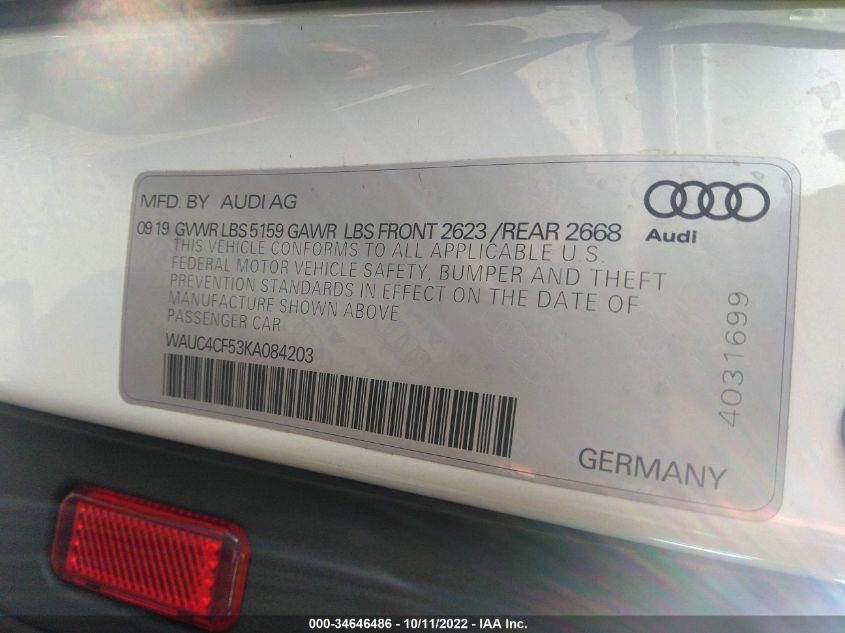 MFD. BY AUDI AG
09 19 GVWR LBS 5159 GAWR LBS FRONT 2623 / REAR 2668
THIS VEHICLE CONFORMS TO ALL APPLICABLE U.S.
FEDERAL MOTOR VEHICLE SAFETY, BUMPER AND THEFT
PREVENTION STANDARDS IN EFFECT ON THE DATE OF
MANUFACTURE SHOWN ABOVE
PASSENGER CAR
WAUC4CF53KA084203
Audi
4031699
GERMANY
000-34646486 - 10/11/2022 - IAA Inc.